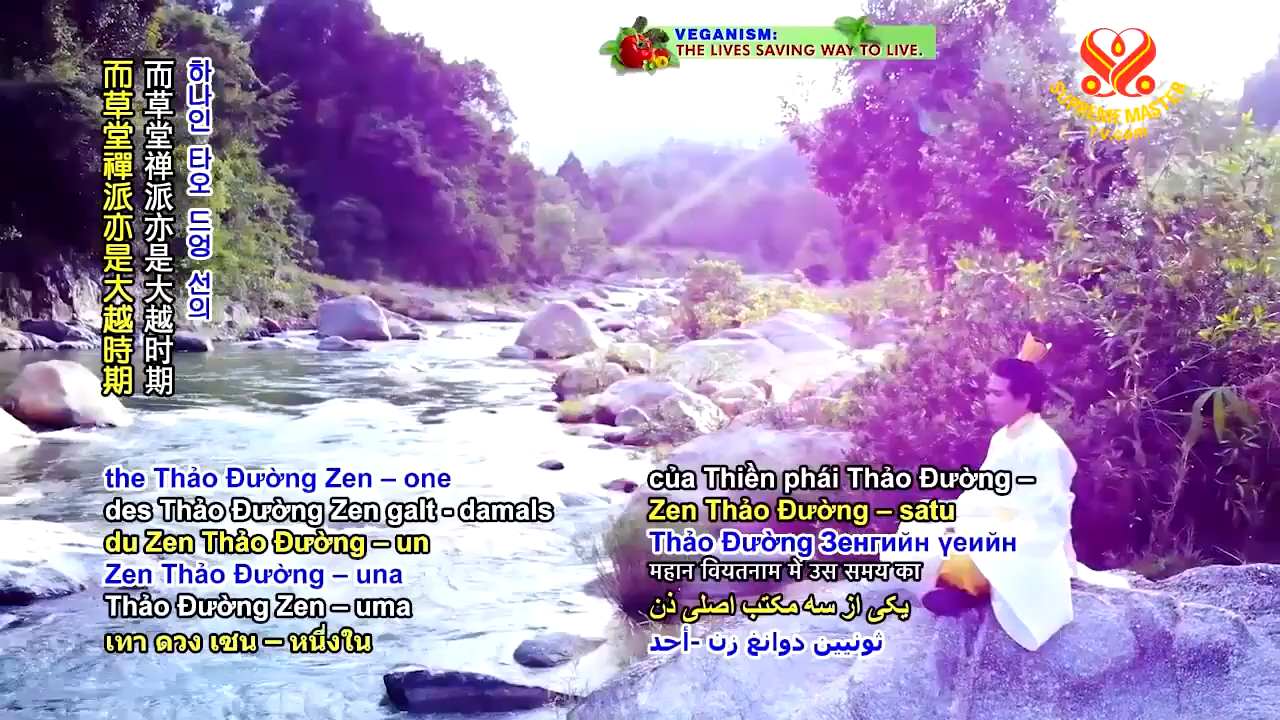 VEGANISM:
THE LIVES SAVING WAY TO LIVE.
SUPREME MASTER
TV.com
하나인 타오 드엉 선의
而草堂禅派亦是大越时期
而草堂禪派亦是大越時期
the Thảo Đường Zen – one
des Thảo Đường Zen galt - damals
du Zen Thảo Đường – un
Zen Thảo Đường – una
Thảo Đường Zen – uma
เทา ดวง เซน – หนึ่งใน
của Thiền phái Thảo Đường –
Zen Thảo Đường – satu
Thảo Đường Зенгийн үеийн
महान वियतनाम में उस समय का
یکی از سه مکتب اصلی ذن
ثونيين دوانغ زن -أحد